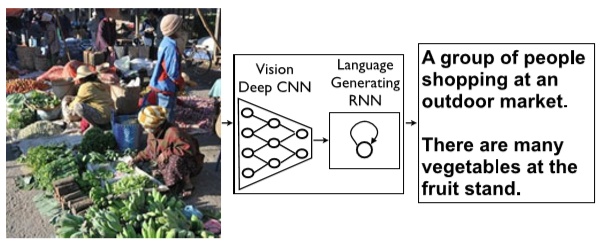 Vision
Deep CNN
Language
Generating
RNN
A group of people
shopping at an
outdoor market.
There are many
vegetables at the
fruit stand.